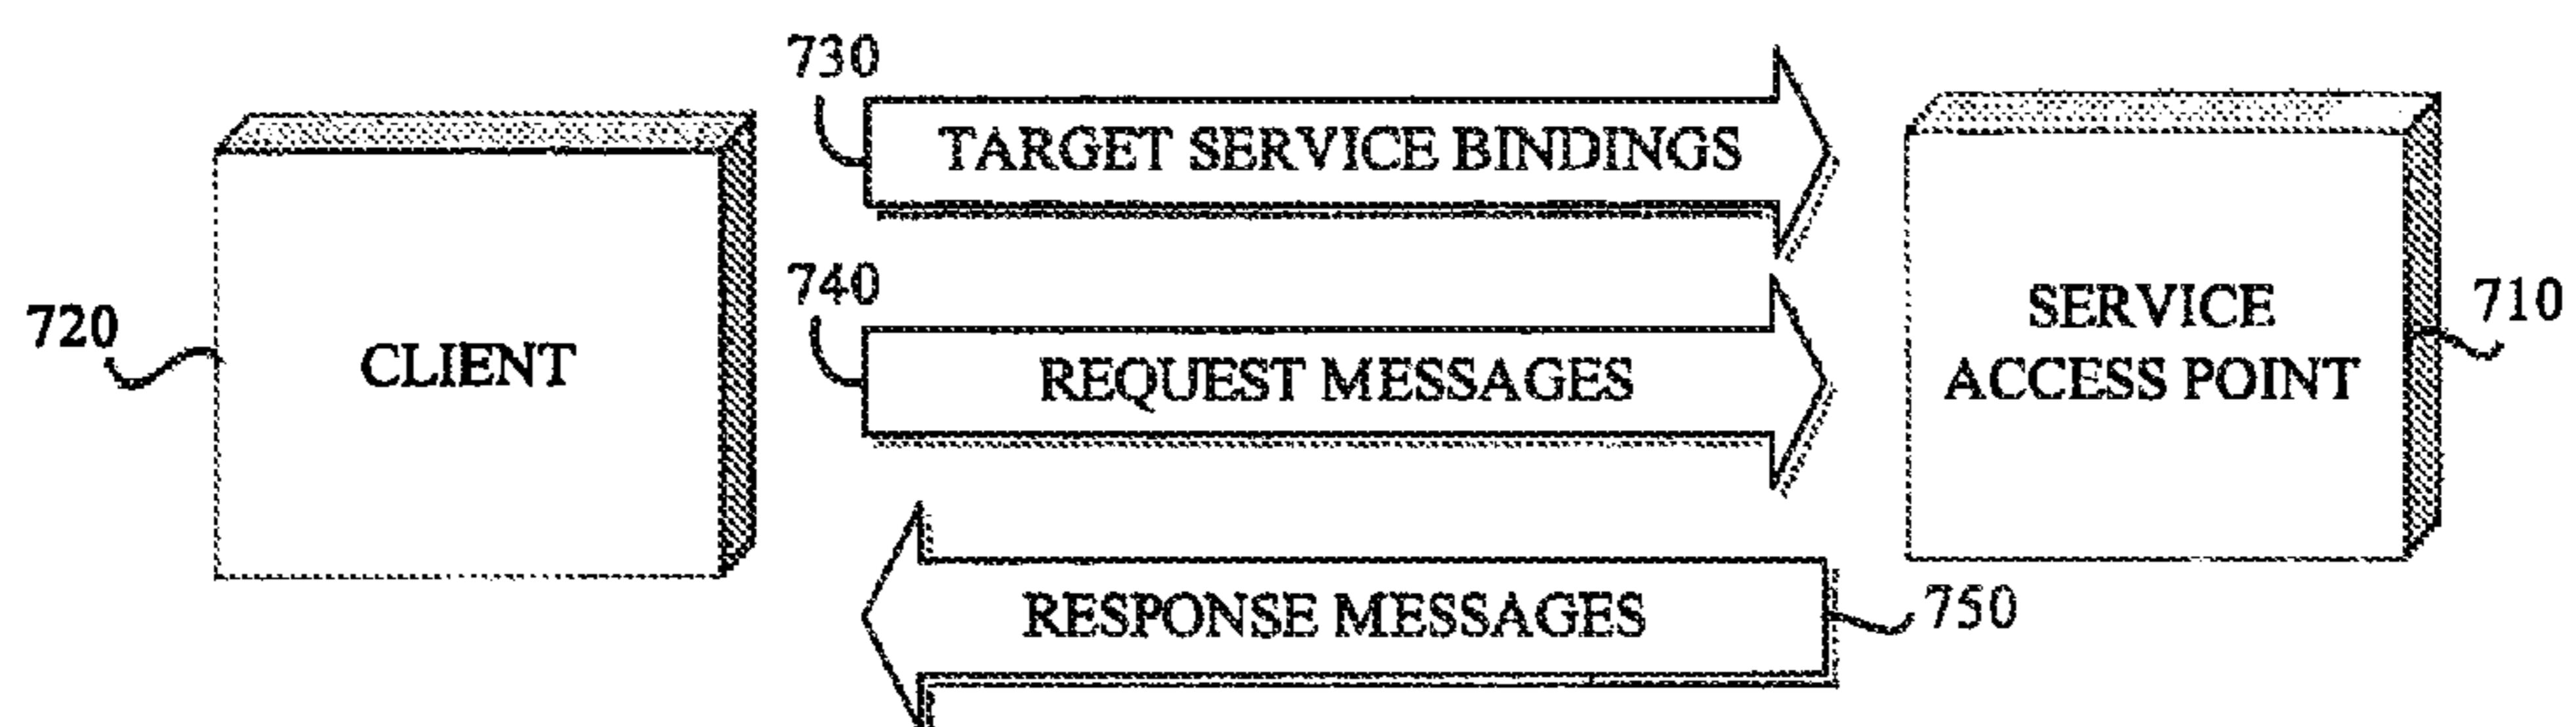 730
TARGET SERVICE BINDINGS
720
CLIENT
740
REQUEST MESSAGES
SERVICE
ACCESS POINT
710
RESPONSE MESSAGES
750